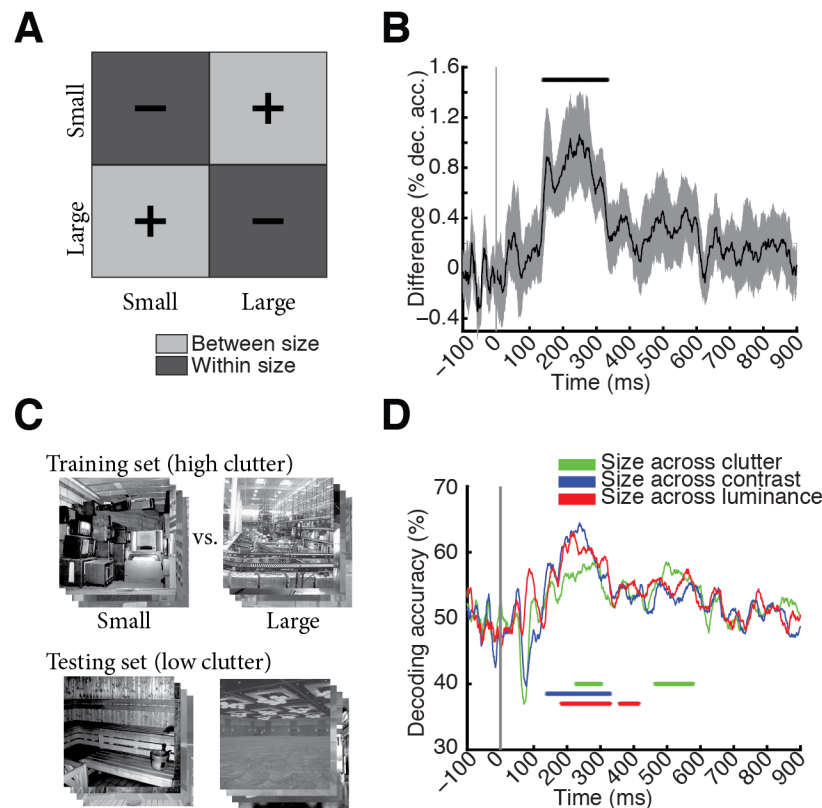 A
Small
Large
−
+
+
−
Small
Large
Between size
Within size
B
Difference (% dec. acc.)
1.6
1.2
0.8
0.4
0
−0.4
−100
0
100
200
300
400
500
600
700
800
900
Time (ms)
C
Training set (high clutter)
vs.
Small
Large
Testing set (low clutter)
D
Size across clutter
Size across contrast
Size across luminance
Decoding accuracy (%)
70
60
50
40
30
−100
0
100
200
300
400
500
600
700
800
900
Time (ms)